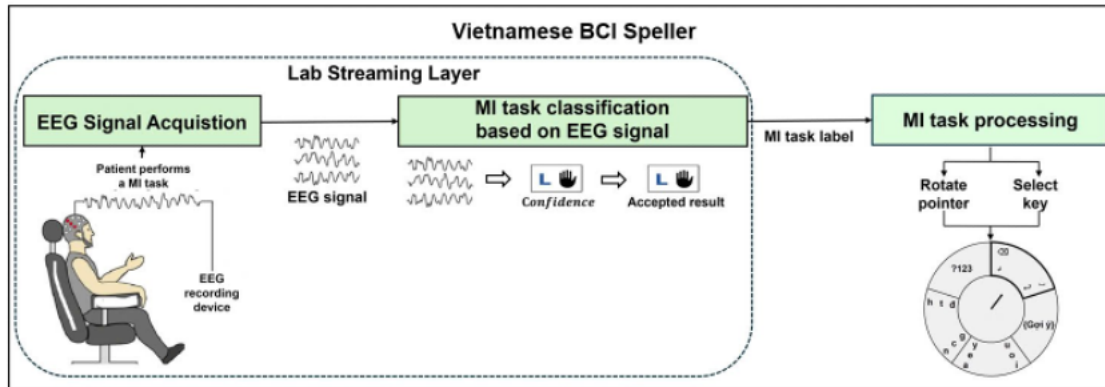 Vietnamese BCI Speller
Lab Streaming Layer
EEG Signal Acquistion
MI task classification
based on EEG signal
MI task label
MI task processing
Patient performs
a MI task
EEG signal
L
Confidence
L
Accepted result
Rotate
pointer
Select
key
EEG
recording
device
?123
h t d
n c g
a e y
u o i
(Gợi ý)